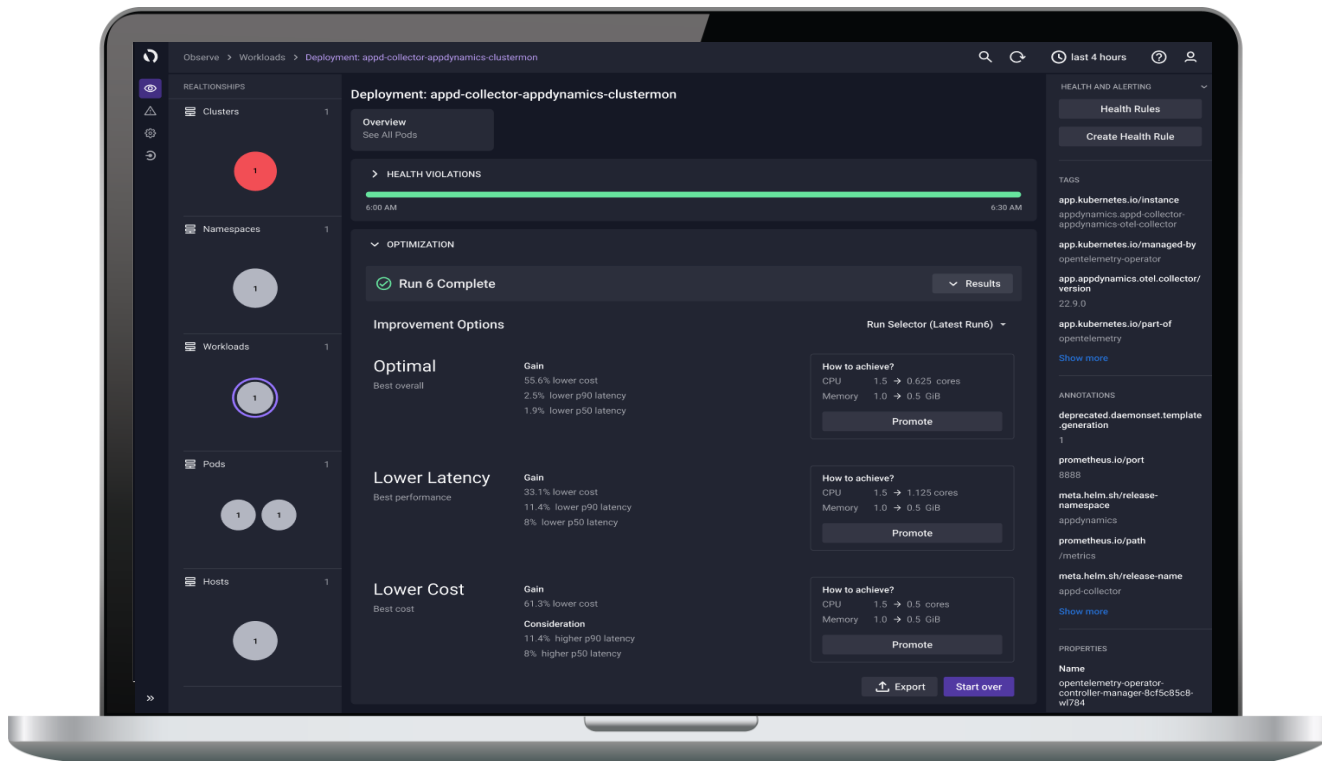 Observe > Workloads > Deployment: appd-collector-appdynamics-clustermon
last 4 hours
REALTIONSHIPS
Clusters 1
1
Namespaces 1
1
Workloads 1
1
Pods 1
1 1
Hosts 1
1
Deployment: appd-collector-appdynamics-clustermon
Overview
See All Pods
HEALTH VIOLATIONS
6:00 AM 6:30 AM
OPTIMIZATION
Run 6 Complete
Results
Improvement Options
Run Selector (Latest Run6)
Optimal
Best overall
Gain
55.6% lower cost
2.5% lower p90 latency
1.9% lower p50 latency
How to achieve?
CPU 1.5 → 0.625 cores
Memory 1.0 → 0.5 GiB
Promote
Lower Latency
Best performance
Gain
33.1% lower cost
11.4% lower p90 latency
8% lower p50 latency
How to achieve?
CPU 1.5 → 1.125 cores
Memory 1.0 → 0.5 GiB
Promote
Lower Cost
Best cost
Gain
61.3% lower cost
Consideration
11.4% higher p90 latency
8% higher p50 latency
How to achieve?
CPU 1.5 → 0.5 cores
Memory 1.0 → 0.5 GiB
Promote
Export
Start over
HEALTH AND ALERTING
Health Rules
Create Health Rule
TAGS
app.kubernetes.io/instance
appdynamics.appd-collector-
appdynamics-otel-collector
app.kubernetes.io/managed-by
opentelemetry-operator
app.appdynamics.otel.collector/
version
22.9.0
app.kubernetes.io/part-of
opentelemetry
Show more
ANNOTATIONS
deprecated.daemonset.template
.generation
1
prometheus.io/port
8888
meta.helm.sh/release-
namespace
appdynamics
prometheus.io/path
/metrics
meta.helm.sh/release-name
appd-collector
Show more
PROPERTIES
Name
opentelemetry-operator-
controller-manager-8cf5c85c8-
wl784